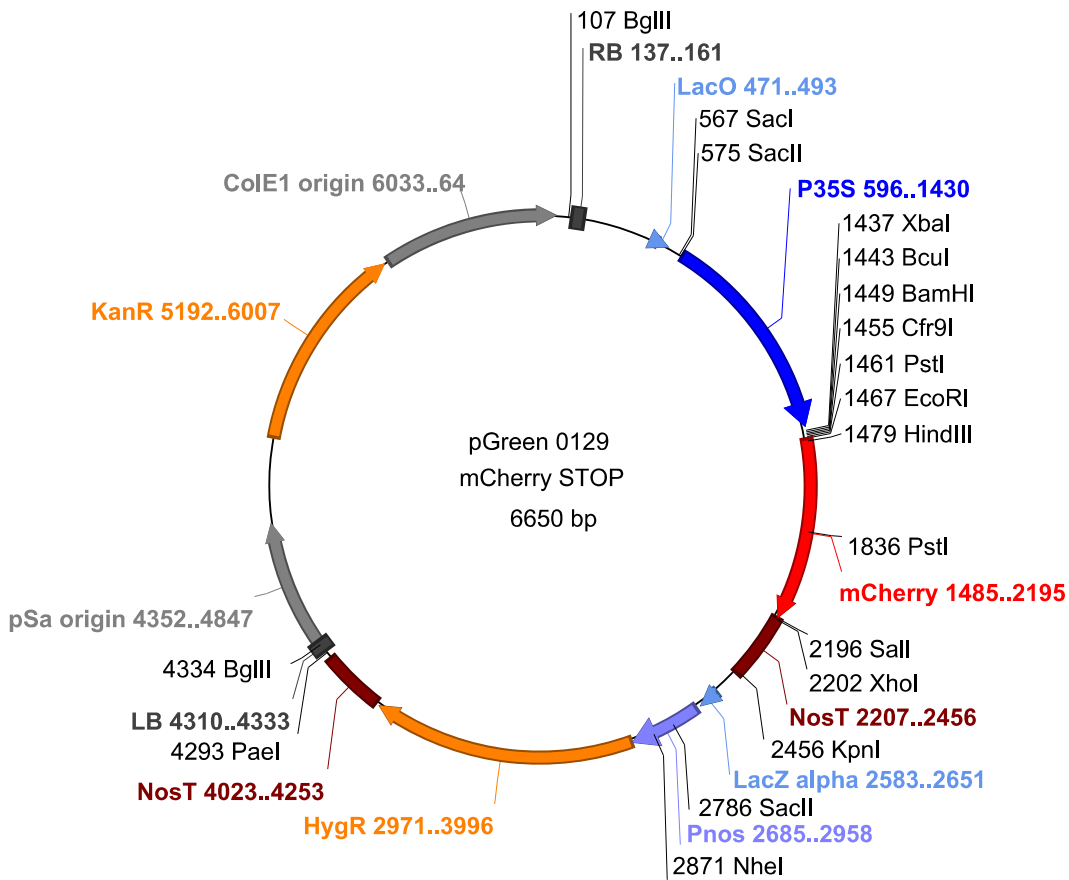 107 BglII
RB 137..161
LacO 471..493
567 SacI
575 SacII
P35S 596..1430
1437 XbaI
1443 BcuI
1449 BamHI
1455 Cfr9I
1461 PstI
1467 EcoRI
1479 HindIII
1836 PstI
mCherry 1485..2195
2196 SalI
2202 XhoI
NosT 2207..2456
2456 KpnI
LacZ alpha 2583..2651
2786 SacII
Pnos 2685..2958
2871 NheI
HygR 2971..3996
NosT 4023..4253
4293 PaeI
LB 4310..4333
4334 BglII
pSa origin 4352..4847
KanR 5192..6007
ColE1 origin 6033..64
pGreen 0129
mCherry STOP
6650 bp